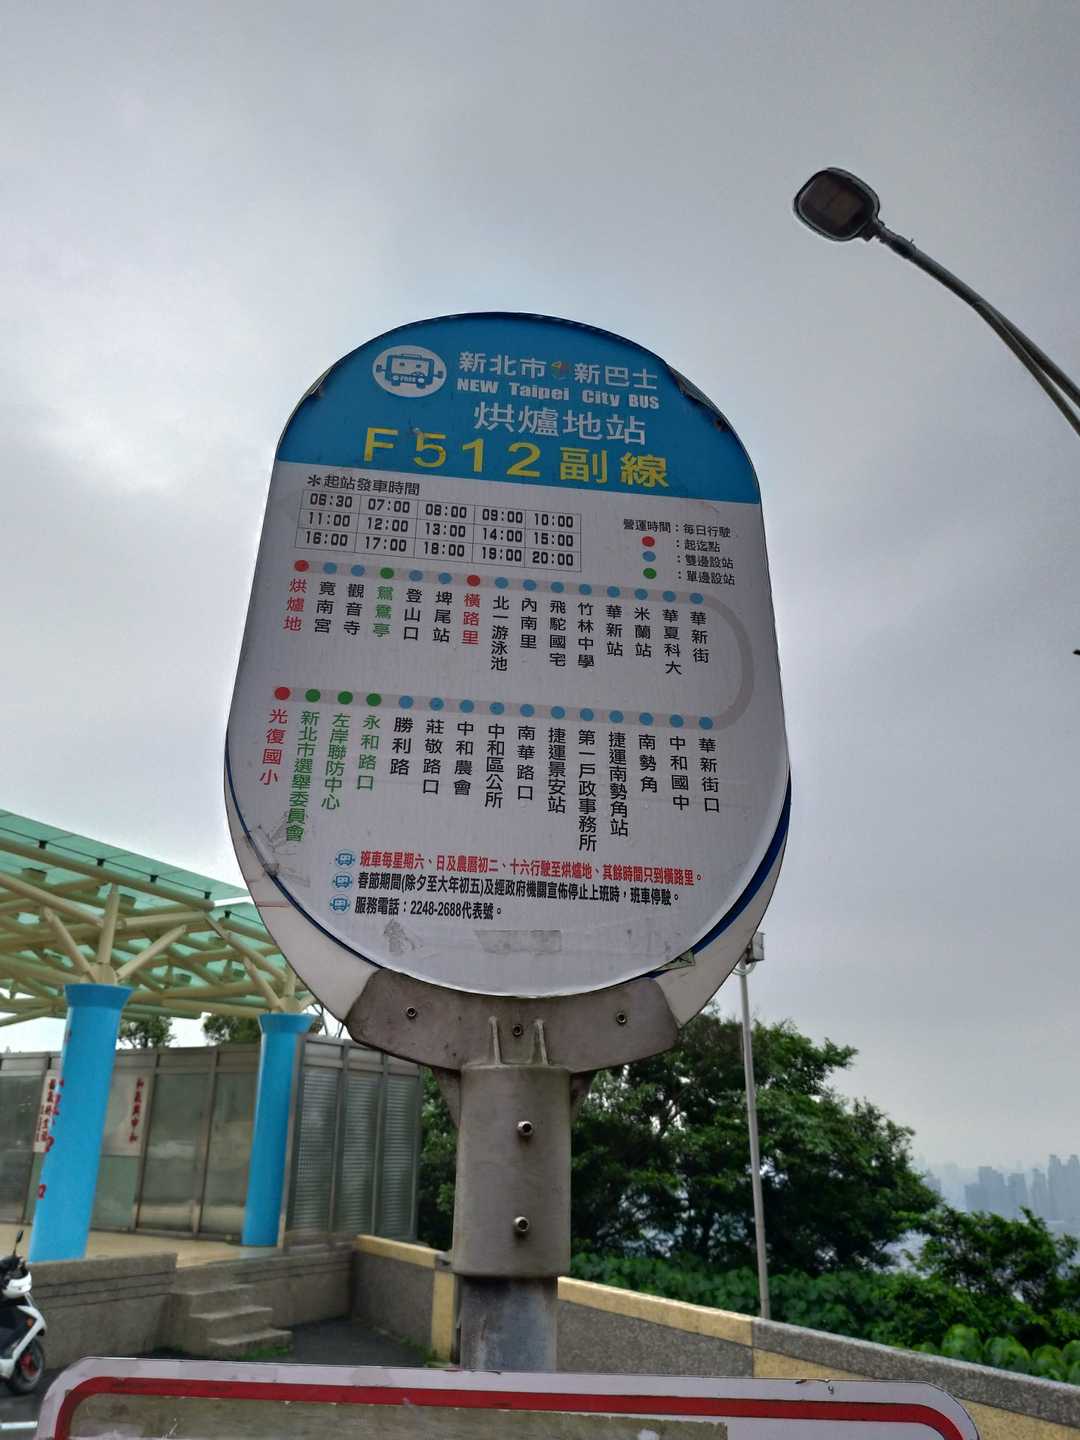 新北市 新巴士
FREE
NEW Taipei City BUS
烘爐地站
F512副線
＊起站發車時間
06:30 07:00 08:00 09:00 10:00
11:00 12:00 13:00 14:00 15:00
16:00 17:00 18:00 19:00 20:00
營運時間：每日行駛
：起迄點
：雙邊設站
：單邊設站
烘爐地
竟南宮
觀音寺
鴛鴦亭
登山口
埤尾站
橫路里
北一游泳池
內南里
飛駝國宅
竹林中學
華新站
米蘭站
華夏科大
華新街
光復國小
新北市選舉委員會
左岸聯防中心
永和路口
勝利路
莊敬路口
中和農會
中和區公所
南華路口
捷運景安站
第一戶政事務所
捷運南勢角站
南勢角
中和國中
華新街口
班車每星期六、日及農曆初二、十六行駛至烘爐地、其餘時間只到橫路里。
春節期間(除夕至大年初五)及經政府機關宣佈停止上班時，班車停駛。
服務電話：2248-2688代表號。